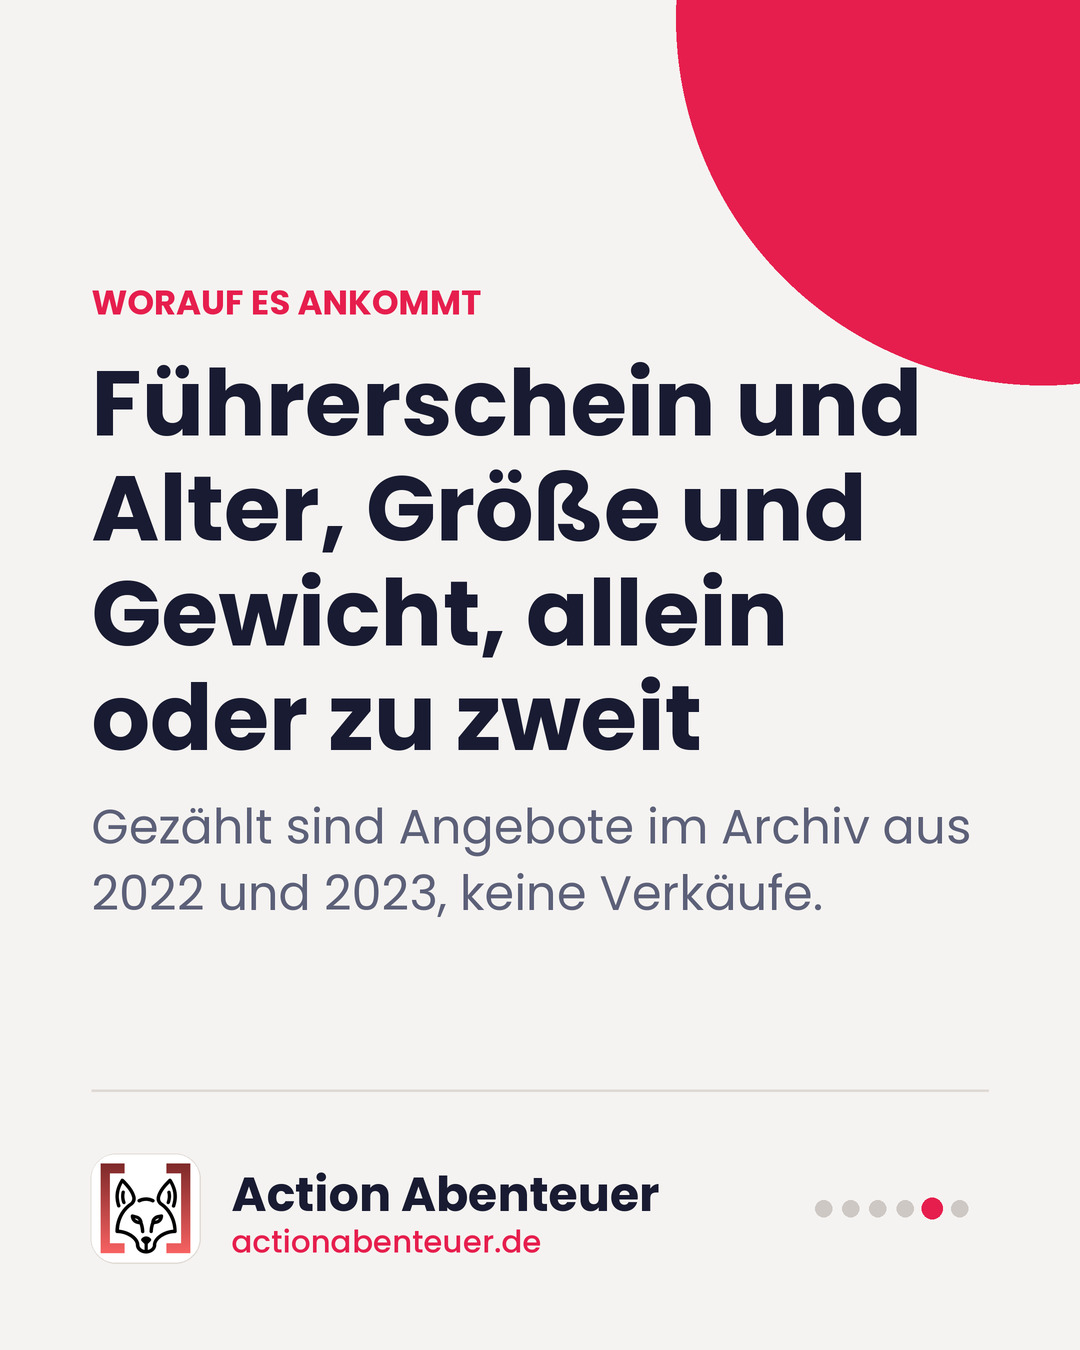 WORAUF ES ANKOMMT
Führerschein und
Alter, Größe und
Gewicht, allein
oder zu zweit
Gezählt sind Angebote im Archiv aus
2022 und 2023, keine Verkäufe.
Action Abenteuer
actionabenteuer.de